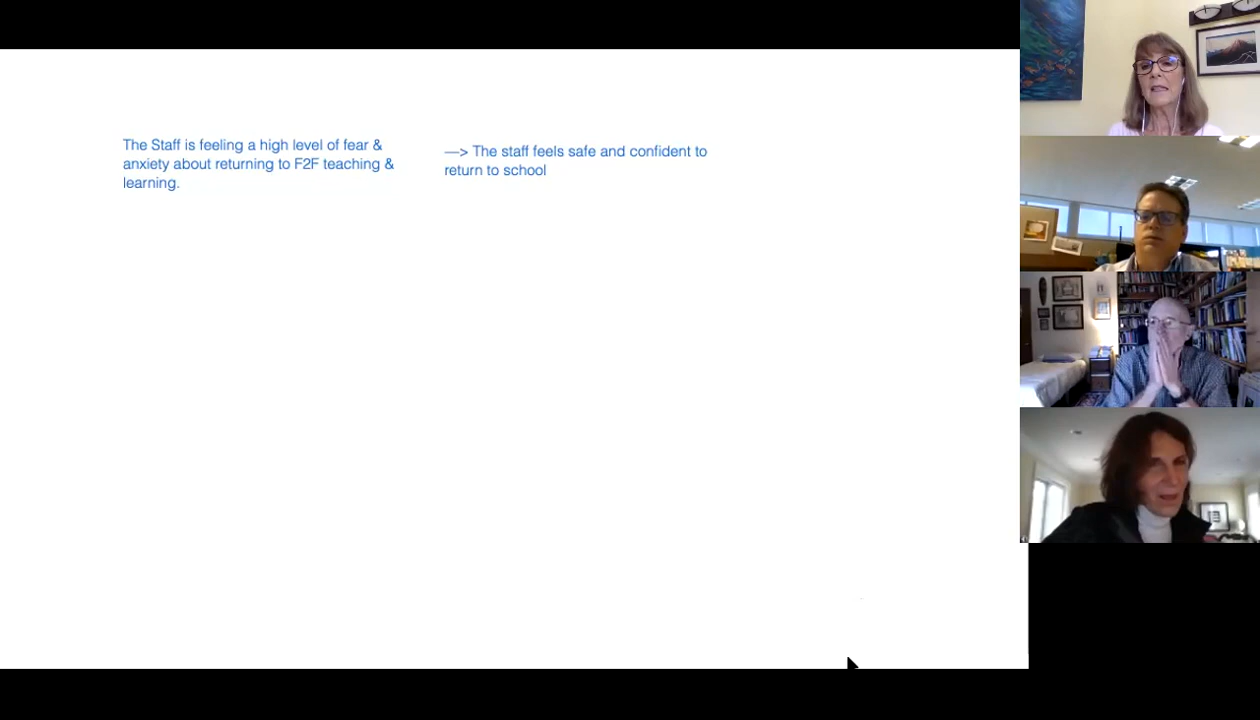 The Staff is feeling a high level of fear &
anxiety about returning to F2F teaching &
learning.
—> The staff feels safe and confident to
return to school